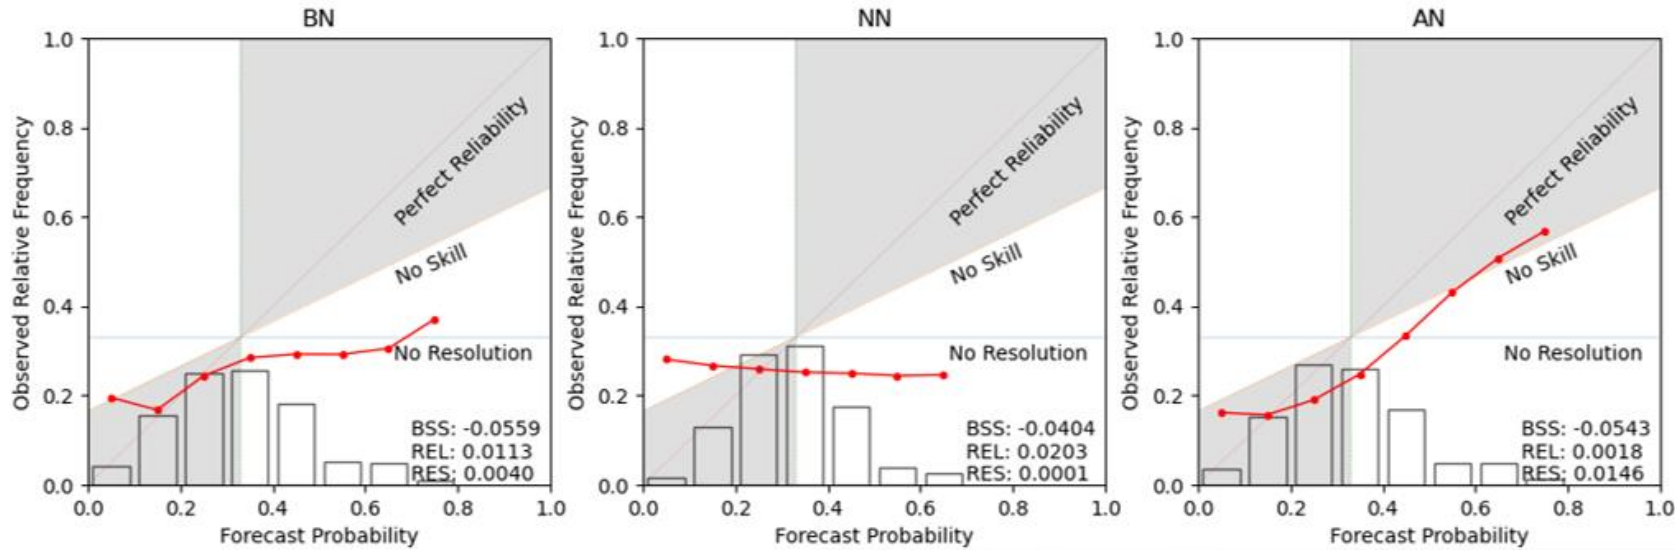 BN
1.0
0.8
0.6
0.4
0.2
0.0
Observed Relative Frequency
Perfect Reliability
No Skill
No Resolution
BSS: -0.0559
REL: 0.0113
RES: 0.0040
0.0 0.2 0.4 0.6 0.8 1.0
Forecast Probability
NN
1.0
0.8
0.6
0.4
0.2
0.0
Observed Relative Frequency
Perfect Reliability
No Skill
No Resolution
BSS: -0.0404
REL: 0.0203
RES: 0.0001
0.0 0.2 0.4 0.6 0.8 1.0
Forecast Probability
AN
1.0
0.8
0.6
0.4
0.2
0.0
Observed Relative Frequency
Perfect Reliability
No Skill
No Resolution
BSS: -0.0543
REL: 0.0018
RES: 0.0146
0.0 0.2 0.4 0.6 0.8 1.0
Forecast Probability